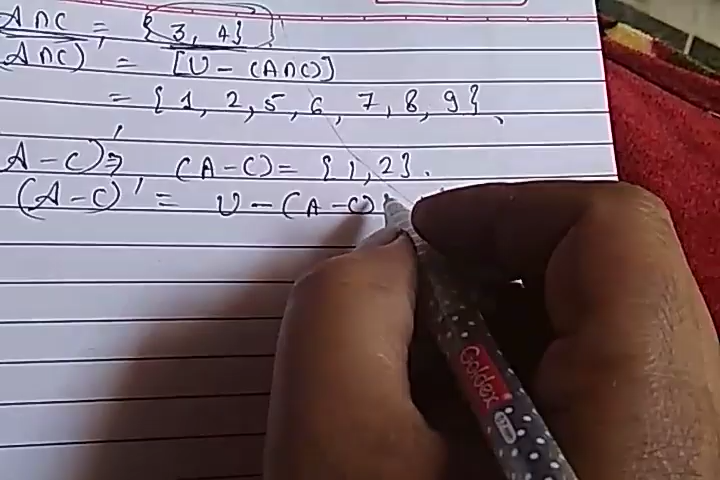 A∩C = {3, 4}
(A∩C)' = [U - (A∩C)]
= {1, 2, 5, 6, 7, 8, 9}
A-C)' ⇒ (A-C) = {1, 2}.
(A-C)' = U - (A-C)
Goldex